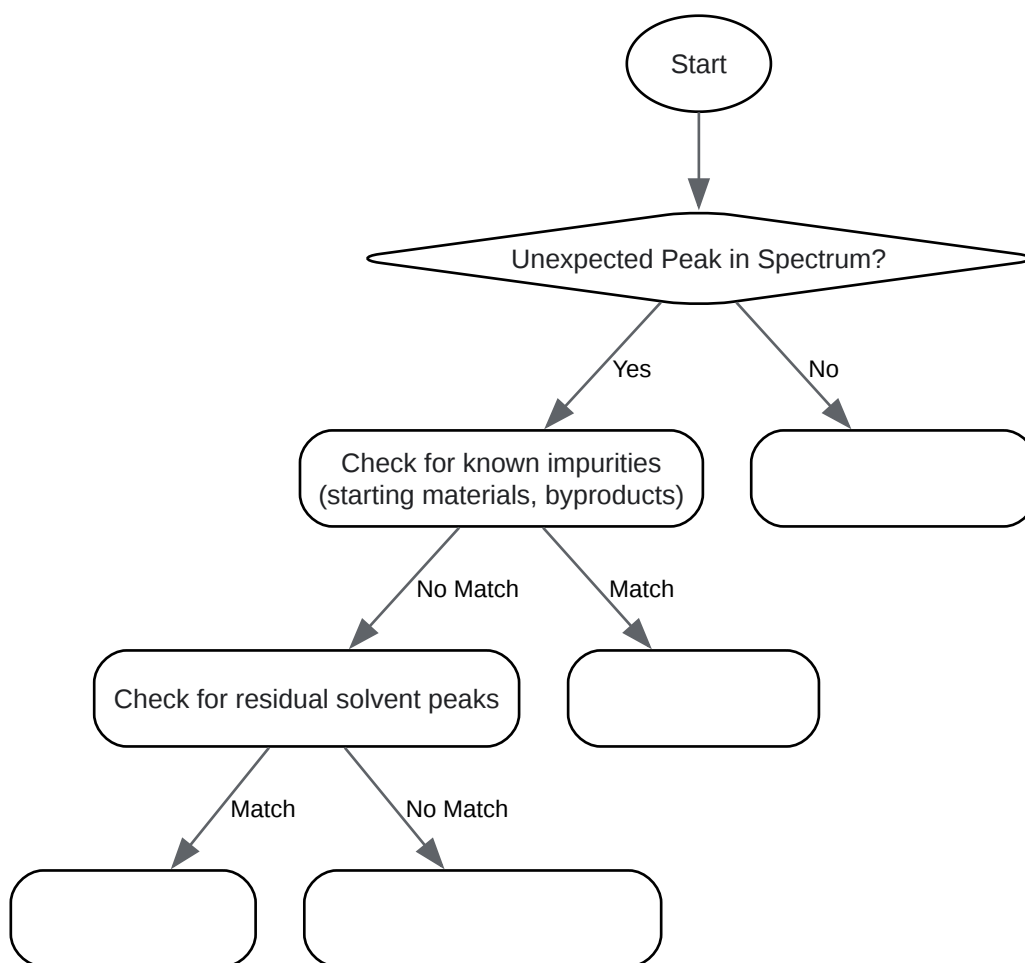 Start
Unexpected Peak in Spectrum?
Yes
No
Check for known impurities
(starting materials, byproducts)
No Match
Match
Check for residual solvent peaks
Match
No Match